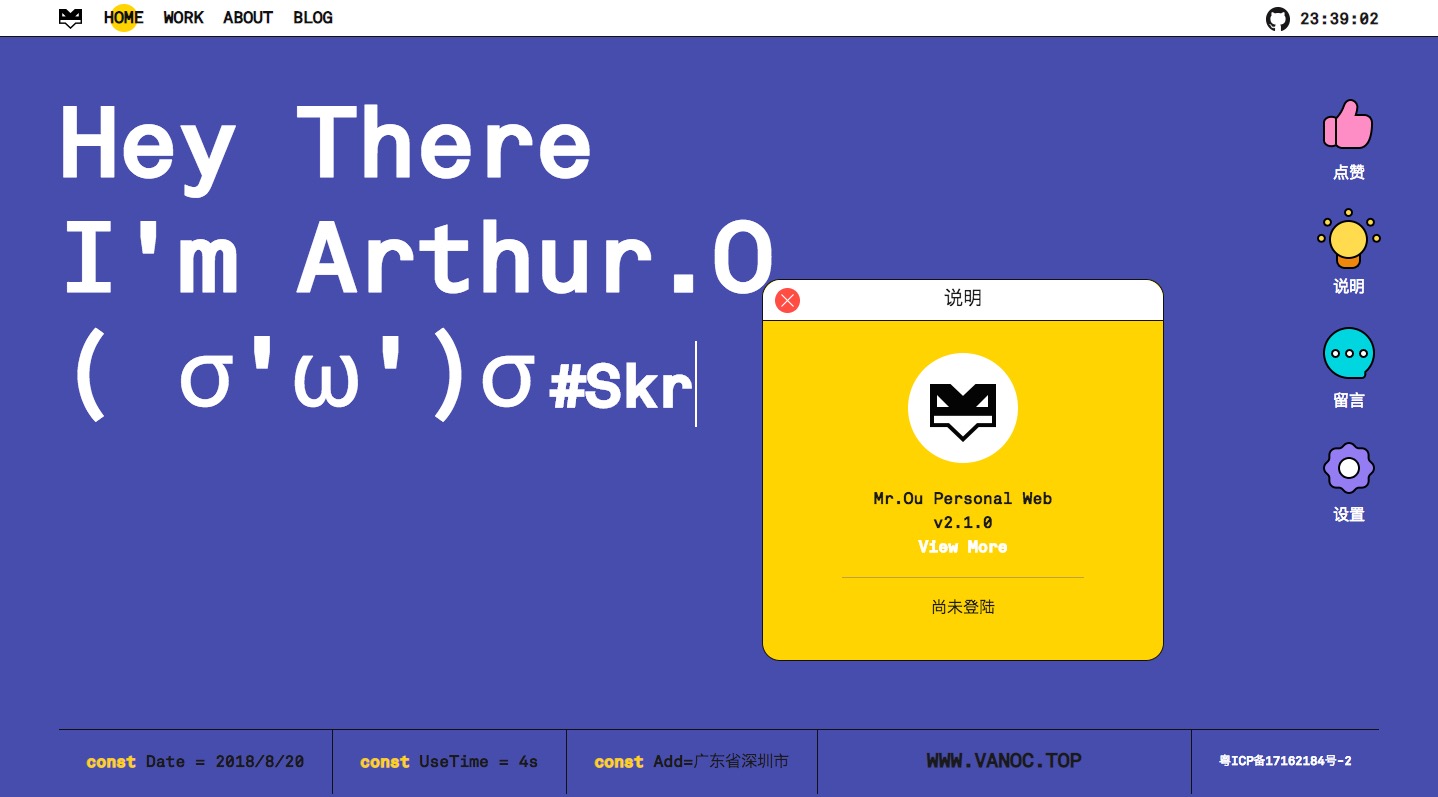 HOME WORK ABOUT BLOG 23:39:02
Hey There
I'm Arthur.O
( σ'ω')σ #Skr
点赞
说明
留言
设置
说明
Mr.Ou Personal Web
v2.1.0
View More
尚未登陆
const Date = 2018/8/20
const UseTime = 4s
const Add=广东省深圳市
WWW.VANOC.TOP
粤ICP备17162184号-2